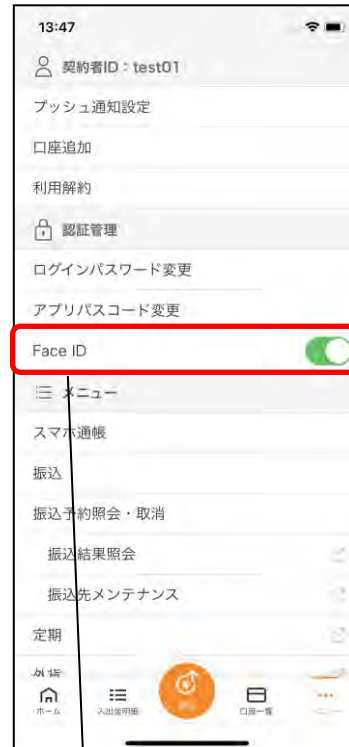 13:47
契約者ID：test01
プッシュ通知設定
口座追加
利用解約
認証管理
ログインパスワード変更
アプリパスコード変更
Face ID
メニュー
スマホ通帳
振込
振込予約照会・取消
振込結果照会
振込先メンテナンス
定期
外貨
ホーム
入出金明細
口座一覧